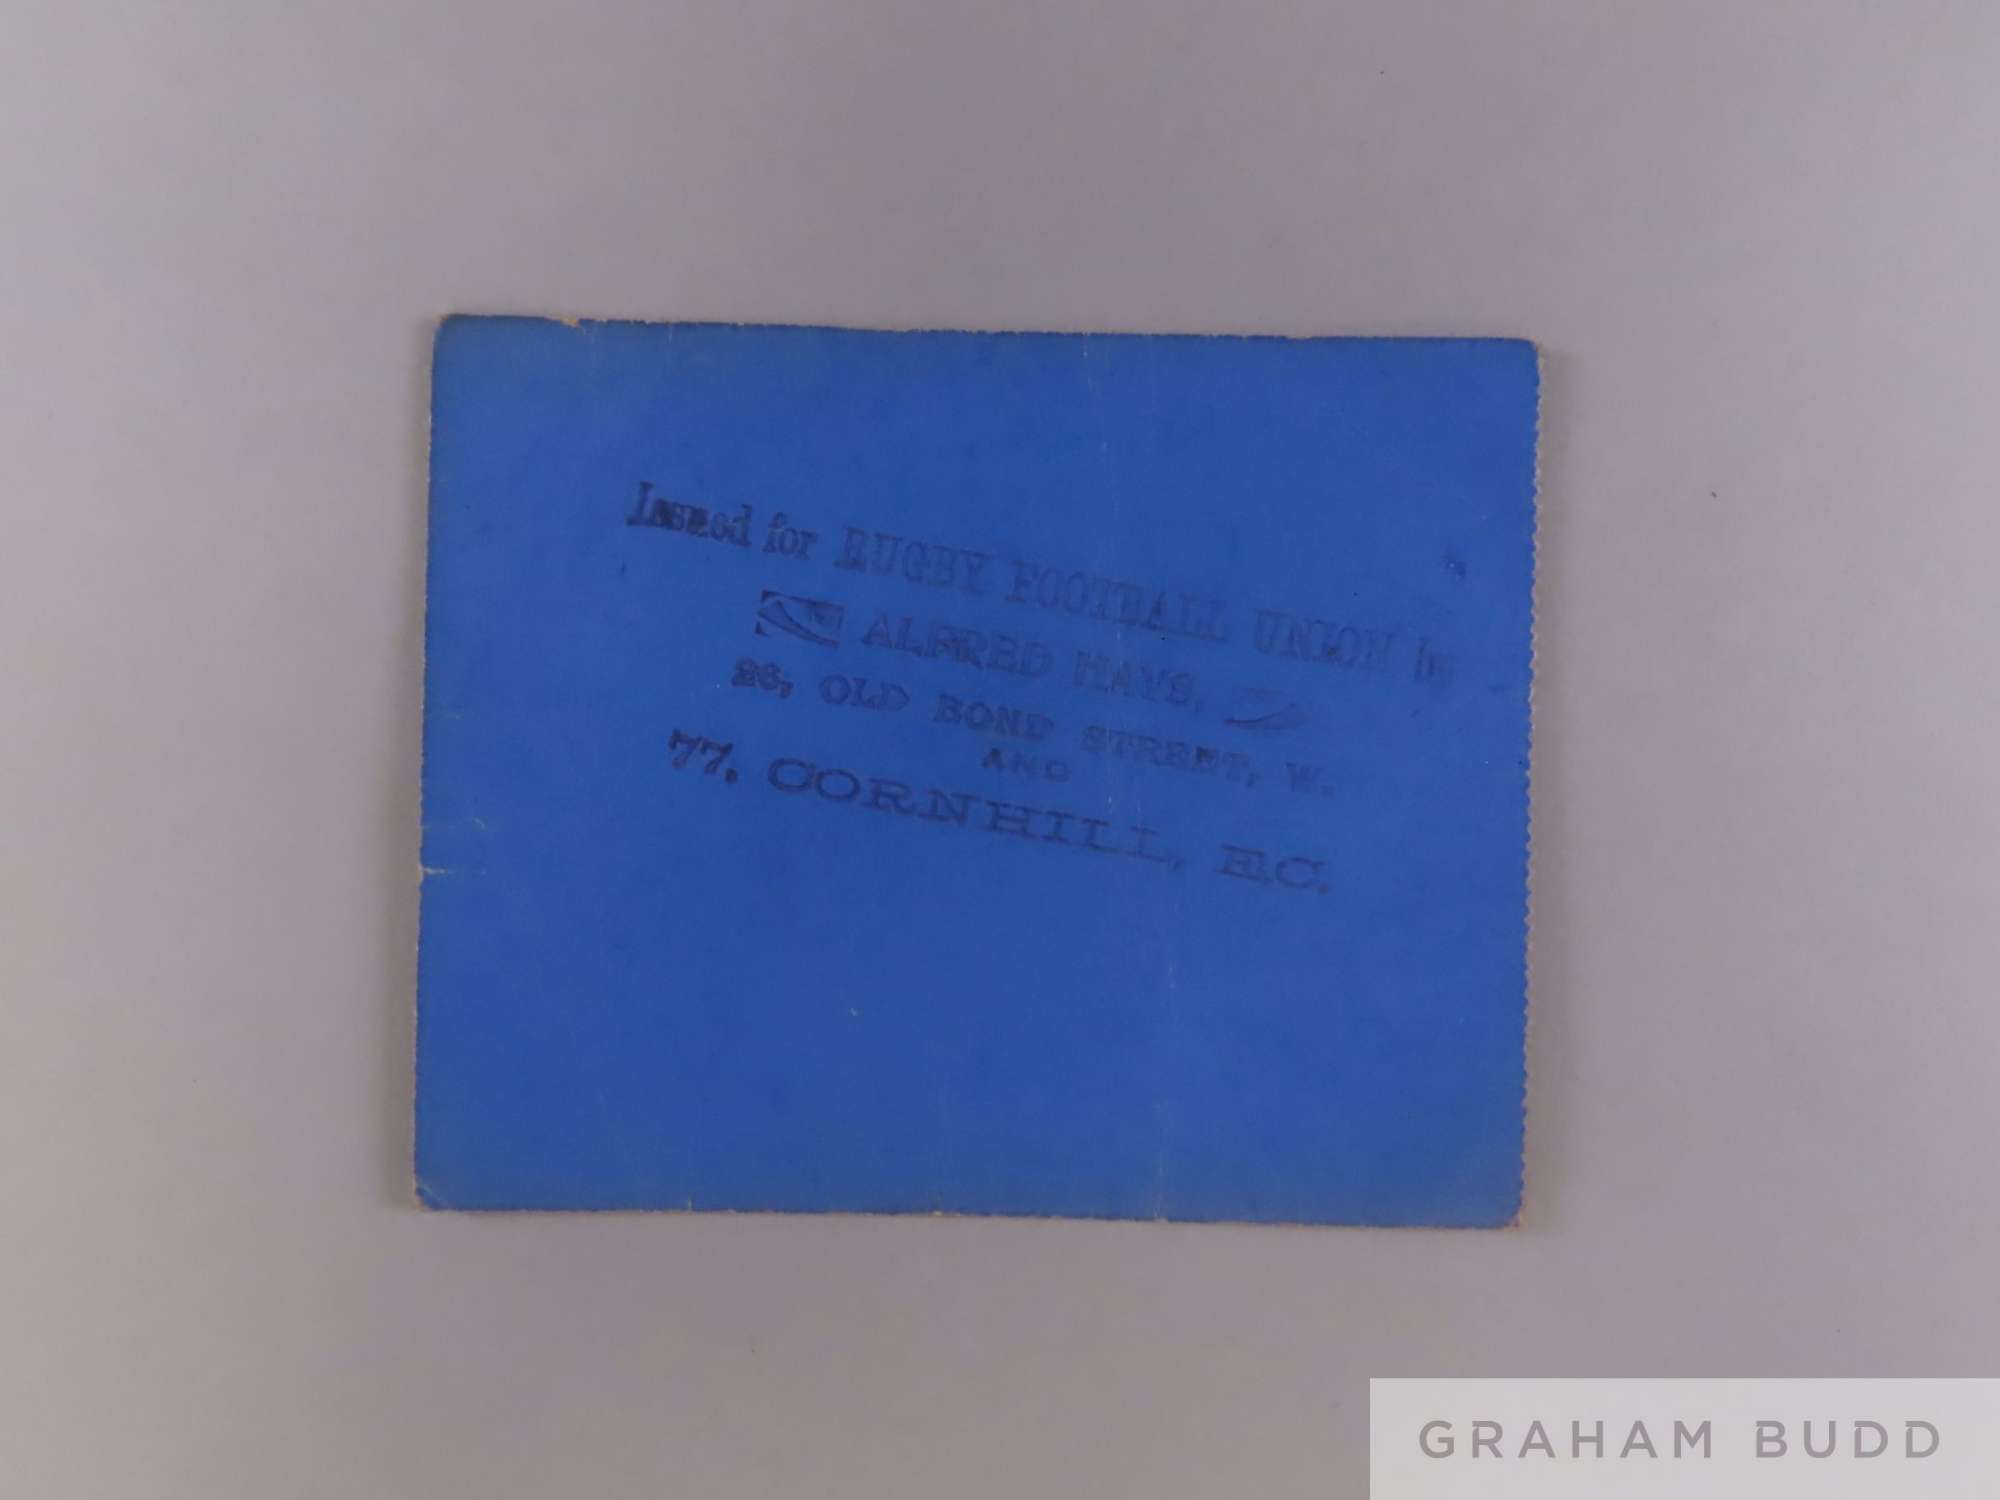 Issued for RUGBY FOOTBALL UNION by
ALFRED HAYS,
26, OLD BOND STREET, W.
AND
77, CORNHILL, E.C.
GRAHAM BUDD